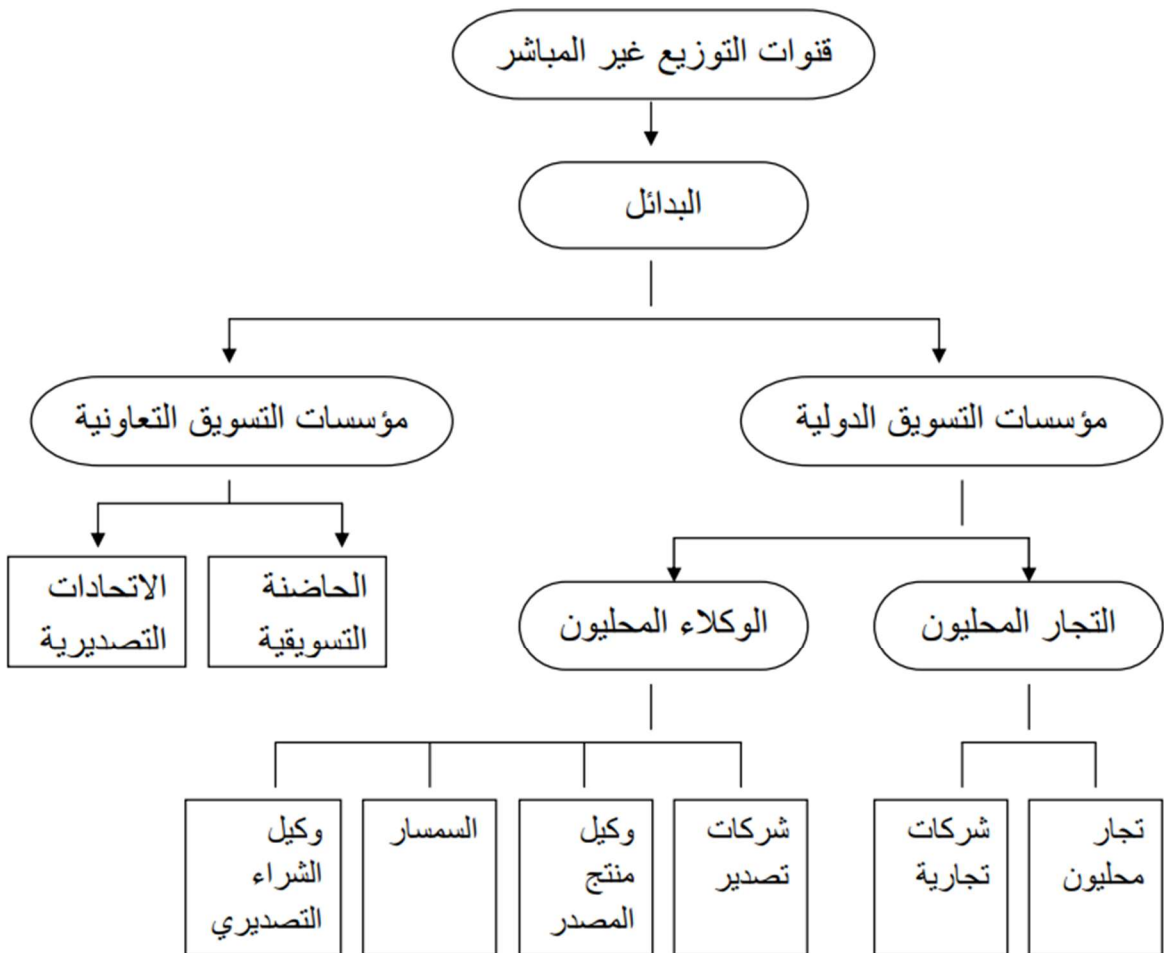 قنوات التوزيع غير المباشر
البدائل
مؤسسات التسويق الدولية
مؤسسات التسويق التعاونية
الحاضنة
التسويقية
الاتحادات
التصديرية
التجار المحليون
الوكلاء المحليون
تجار
محليون
شركات
تجارية
شركات
تصدير
وكيل
منتج
المصدر
السمسار
وكيل
الشراء
التصديري